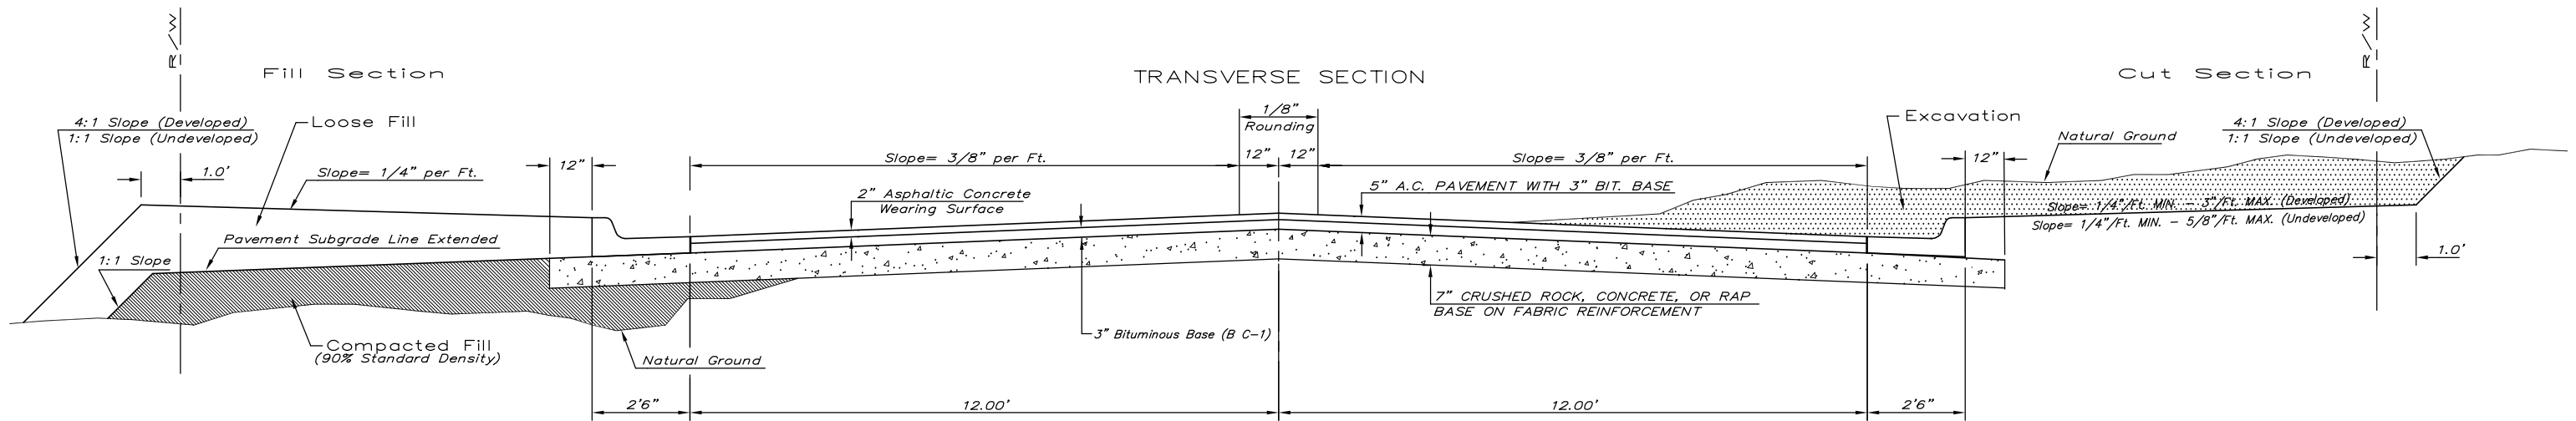 R/W
R/W
Fill Section
TRANSVERSE SECTION
Cut Section
1/8"
Rounding
4:1 Slope (Developed)
1:1 Slope (Undeveloped)
Loose Fill
Excavation
4:1 Slope (Developed)
1:1 Slope (Undeveloped)
Natural Ground
12"
Slope= 3/8" per Ft.
12"
12"
Slope= 3/8" per Ft.
12"
1.0'
Slope= 1/4" per Ft.
2" Asphaltic Concrete
Wearing Surface
5" A.C. PAVEMENT WITH 3" BIT. BASE
Slope= 1/4"/Ft. MIN. - 3"/Ft. MAX. (Developed)
Slope= 1/4"/Ft. MIN. - 5/8"/Ft. MAX. (Undeveloped)
Pavement Subgrade Line Extended
1:1 Slope
1.0'
7" CRUSHED ROCK, CONCRETE, OR RAP
BASE ON FABRIC REINFORCEMENT
3" Bituminous Base (B C-1)
Compacted Fill
(90% Standard Density)
Natural Ground
2'6"
12.00'
12.00'
2'6"